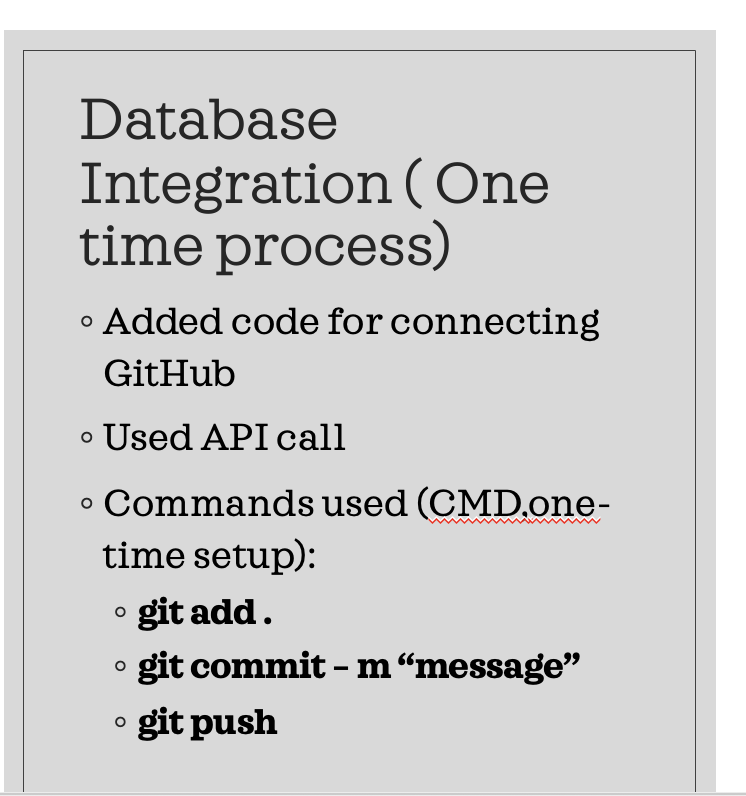 Database
Integration ( One
time process)
◦ Added code for connecting
GitHub
◦ Used API call
◦ Commands used (CMD,one-
time setup):
◦ git add .
◦ git commit – m “message”
◦ git push